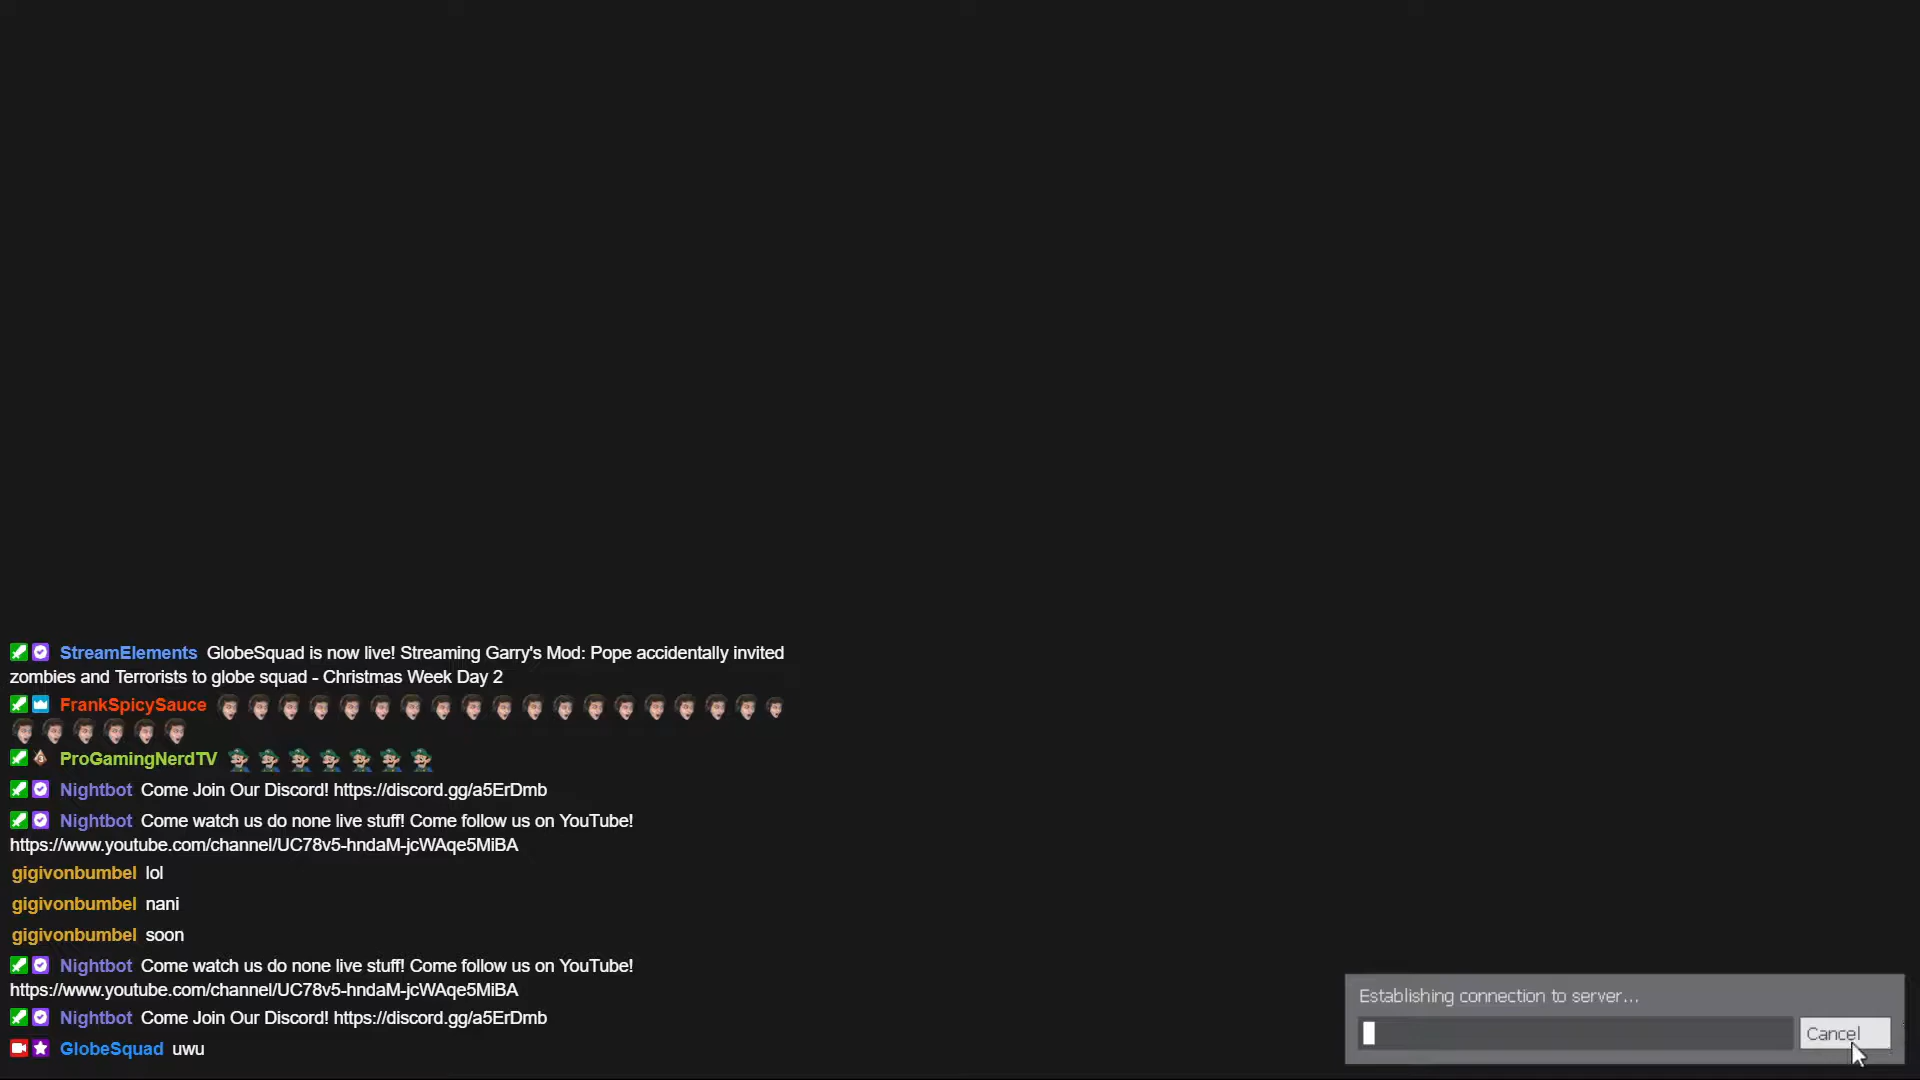 StreamElements GlobeSquad is now live! Streaming Garry's Mod: Pope accidentally invited
zombies and Terrorists to globe squad - Christmas Week Day 2
FrankSpicySauce
ProGamingNerdTV
Nightbot Come Join Our Discord! https://discord.gg/a5ErDmb
Nightbot Come watch us do none live stuff! Come follow us on YouTube!
https://www.youtube.com/channel/UC78v5-hndaM-jcWAqe5MiBA
gigivonbumbel lol
gigivonbumbel nani
gigivonbumbel soon
Nightbot Come watch us do none live stuff! Come follow us on YouTube!
https://www.youtube.com/channel/UC78v5-hndaM-jcWAqe5MiBA
Nightbot Come Join Our Discord! https://discord.gg/a5ErDmb
GlobeSquad uwu
Establishing connection to server...
Cancel